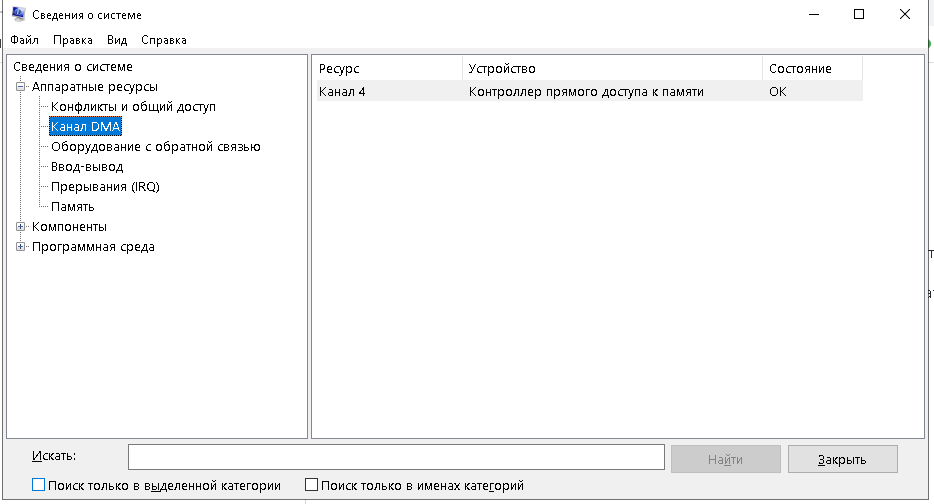 Сведения о системе
Файл Правка Вид Справка
Сведения о системе
Аппаратные ресурсы
Конфликты и общий доступ
Канал DMA
Оборудование с обратной связью
Ввод-вывод
Прерывания (IRQ)
Память
Компоненты
Программная среда
Ресурс Устройство Состояние
Канал 4 Контроллер прямого доступа к памяти ОК
Искать: Найти Закрыть
Поиск только в выделенной категории Поиск только в именах категорий